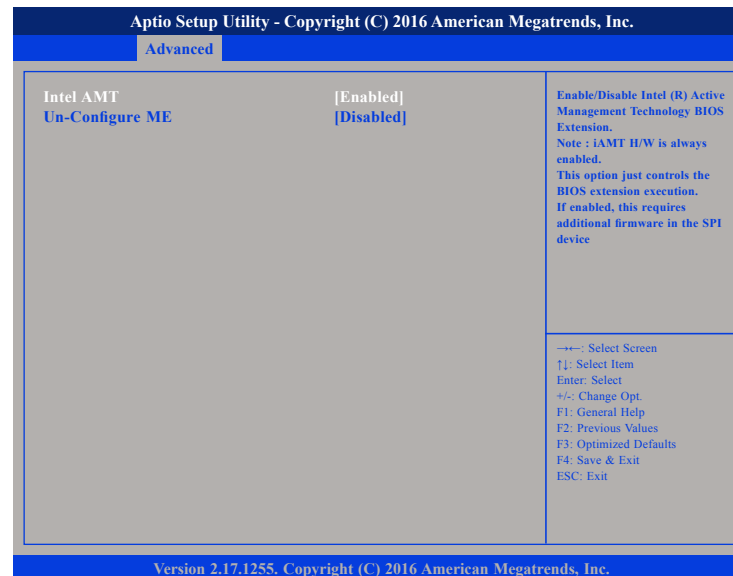 Aptio Setup Utility - Copyright (C) 2016 American Megatrends, Inc.
Advanced
Intel AMT [Enabled]
Un-Configure ME [Disabled]
Enable/Disable Intel (R) Active
Management Technology BIOS
Extension.
Note : iAMT H/W is always
enabled.
This option just controls the
BIOS extension execution.
If enabled, this requires
additional firmware in the SPI
device
→←: Select Screen
↑↓: Select Item
Enter: Select
+/-: Change Opt.
F1: General Help
F2: Previous Values
F3: Optimized Defaults
F4: Save & Exit
ESC: Exit
Version 2.17.1255. Copyright (C) 2016 American Megatrends, Inc.